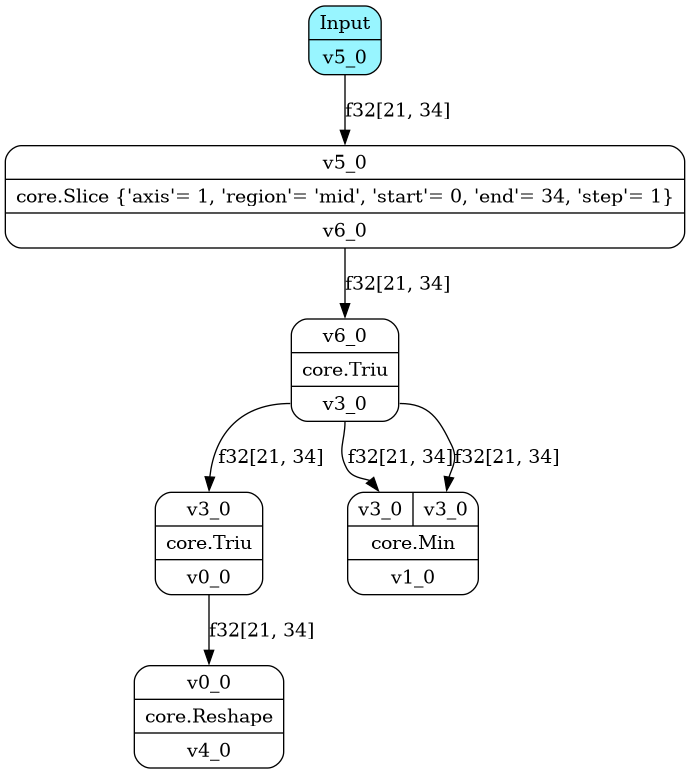 Input
v5_0
f32[21, 34]
v5_0
core.Slice {'axis'= 1, 'region'= 'mid', 'start'= 0, 'end'= 34, 'step'= 1}
v6_0
f32[21, 34]
v6_0
core.Triu
v3_0
f32[21, 34]
f32[21, 34]
f32[21, 34]
v3_0
core.Triu
v0_0
v3_0
v3_0
core.Min
v1_0
f32[21, 34]
v0_0
core.Reshape
v4_0